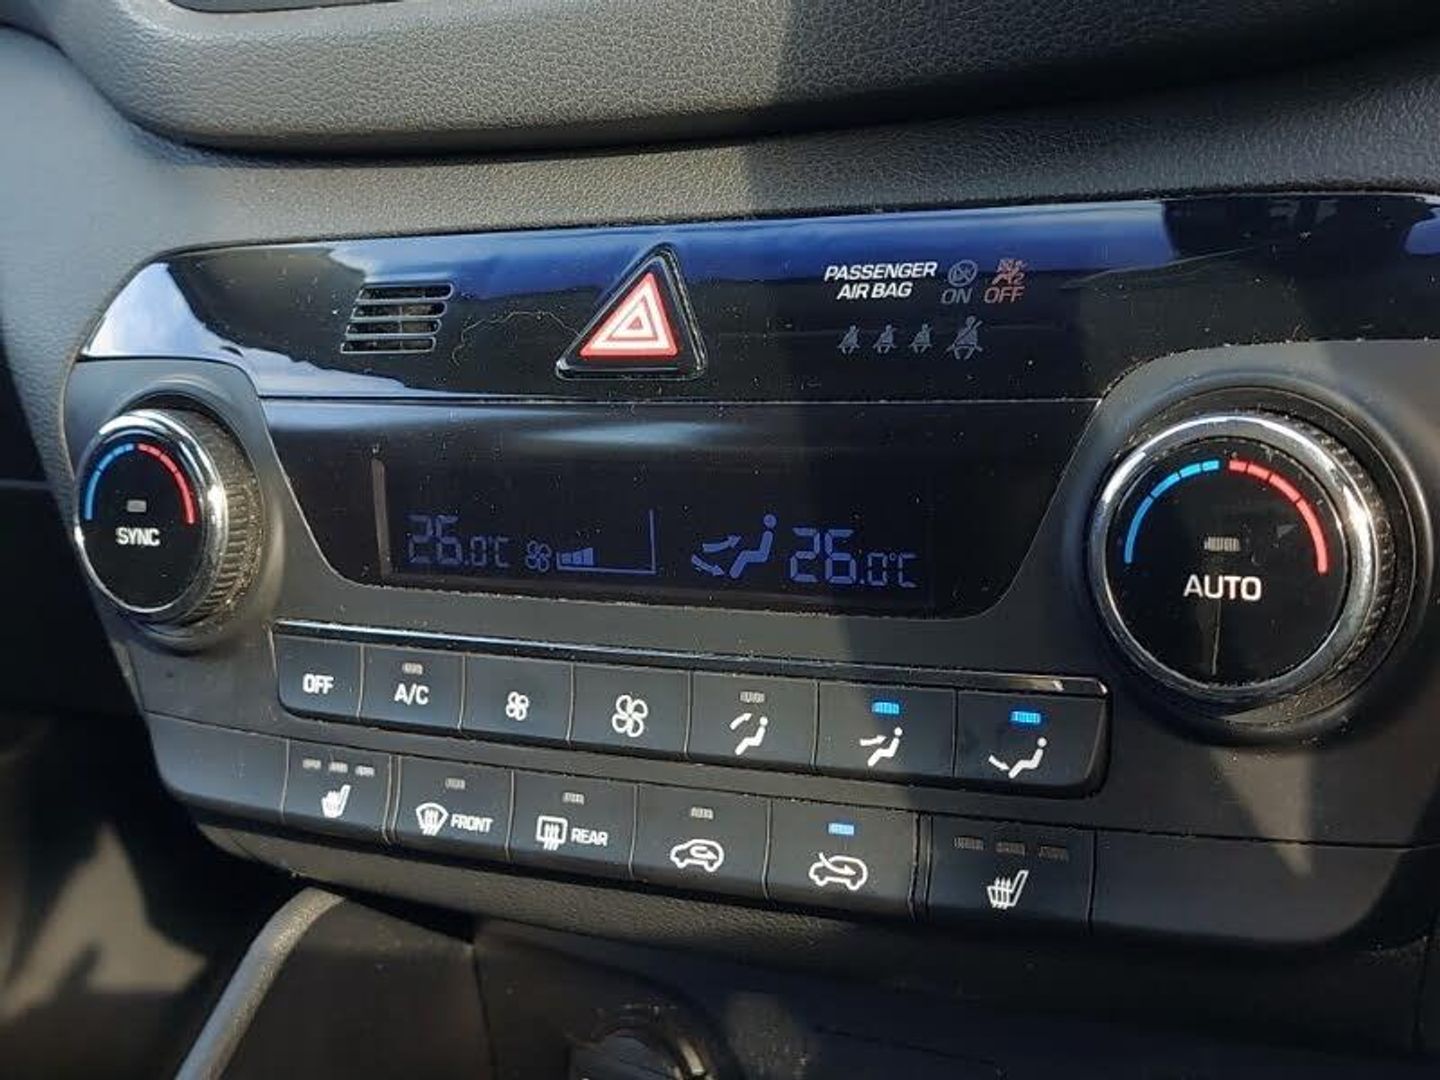 PASSENGER
AIR BAG
ON OFF
SYNC
26.0°C
26.0°C
AUTO
OFF
A/C
FRONT
REAR